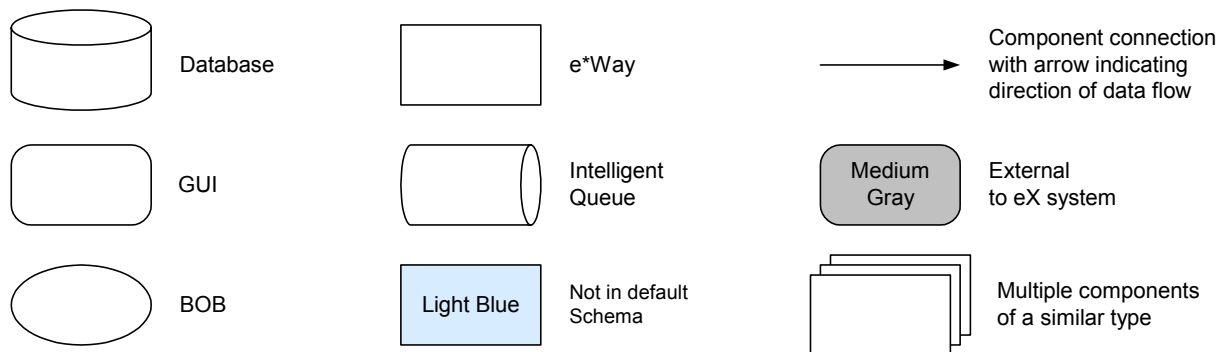 Database
e*Way
Component connection
with arrow indicating
direction of data flow
GUI
Intelligent
Queue
Medium
Gray
External
to eX system
BOB
Light Blue
Not in default
Schema
Multiple components
of a similar type